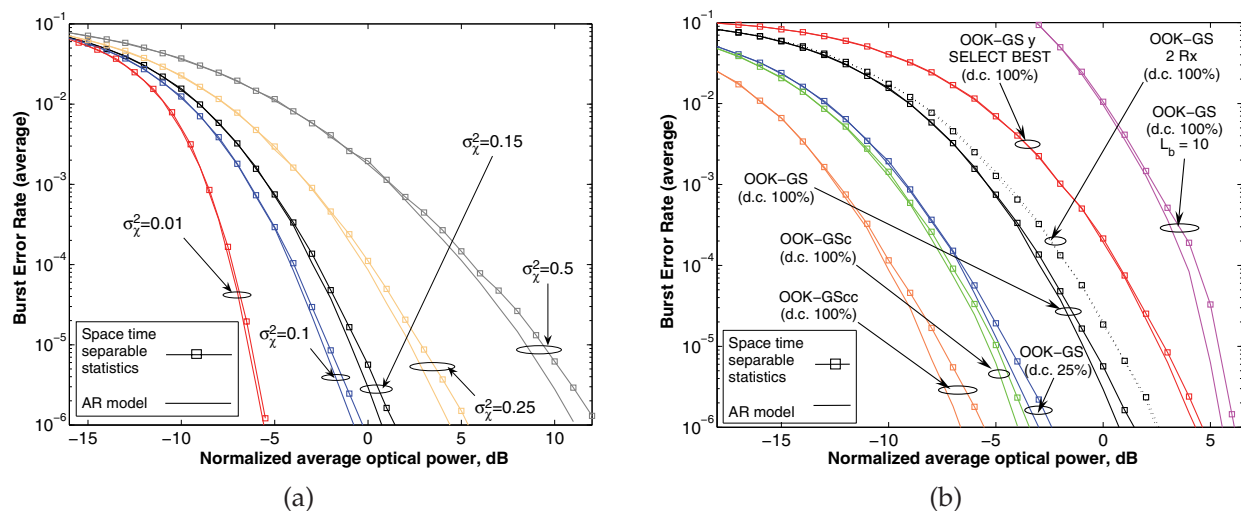 10⁻¹
10⁻²
10⁻³
10⁻⁴
10⁻⁵
10⁻⁶
Burst Error Rate (average)
σ²χ=0.01
σ²χ=0.1
σ²χ=0.15
σ²χ=0.25
σ²χ=0.5
Space time
separable
statistics
AR model
−15 −10 −5 0 5 10
Normalized average optical power, dB
(a)
10⁻¹
10⁻²
10⁻³
10⁻⁴
10⁻⁵
10⁻⁶
Burst Error Rate (average)
OOK−GS y
SELECT BEST
(d.c. 100%)
OOK−GS
2 Rx
(d.c. 100%)
OOK−GS
(d.c. 100%)
L_b = 10
OOK−GS
(d.c. 100%)
OOK−GSc
(d.c. 100%)
OOK−GScc
(d.c. 100%)
OOK−GS
(d.c. 25%)
Space time
separable
statistics
AR model
−15 −10 −5 0 5
Normalized average optical power, dB
(b)